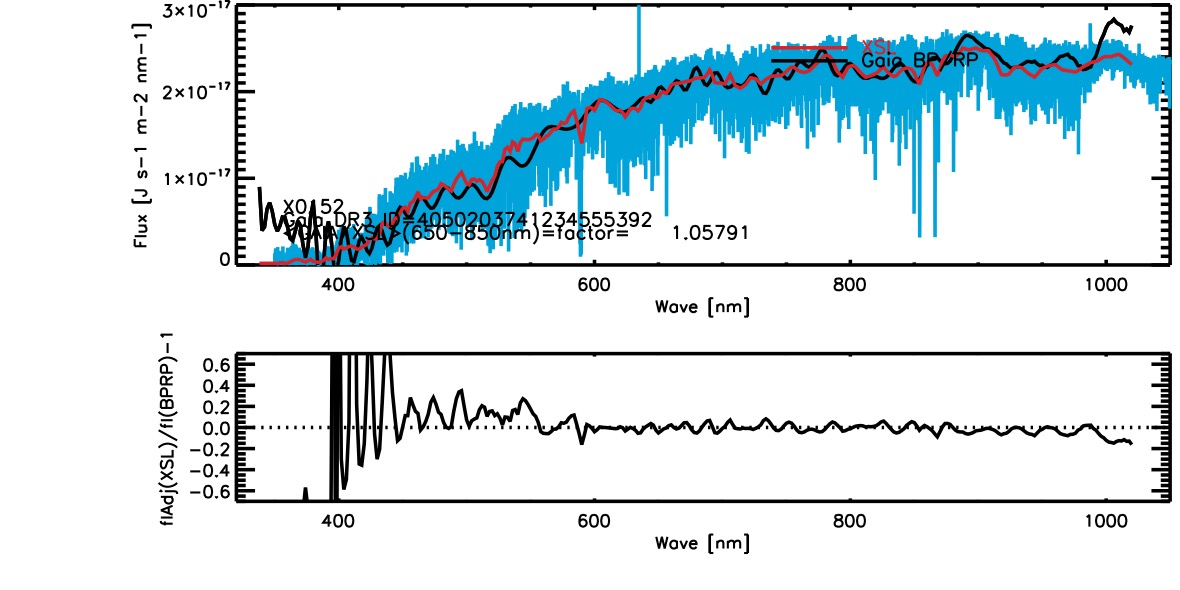 3×10-17
2×10-17
1×10-17
0
Flux [J s-1 m-2 nm-1]
XSL
Gaia BP/RP
X0152
Gaia DR3 ID=4050203741234555392
<GAIA/XSL>(650-850nm)=factor= 1.05791
400 600 800 1000
Wave [nm]
flAdj(XSL)/fl(BPRP)-1
0.6
0.4
0.2
0.0
-0.2
-0.4
-0.6
400 600 800 1000
Wave [nm]